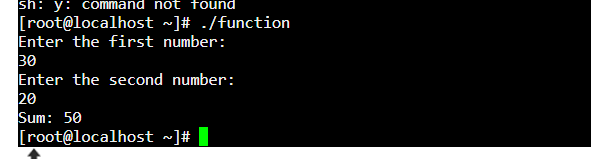 sh: y: command not found
[root@localhost ~]# ./function
Enter the first number:
30
Enter the second number:
20
Sum: 50
[root@localhost ~]#